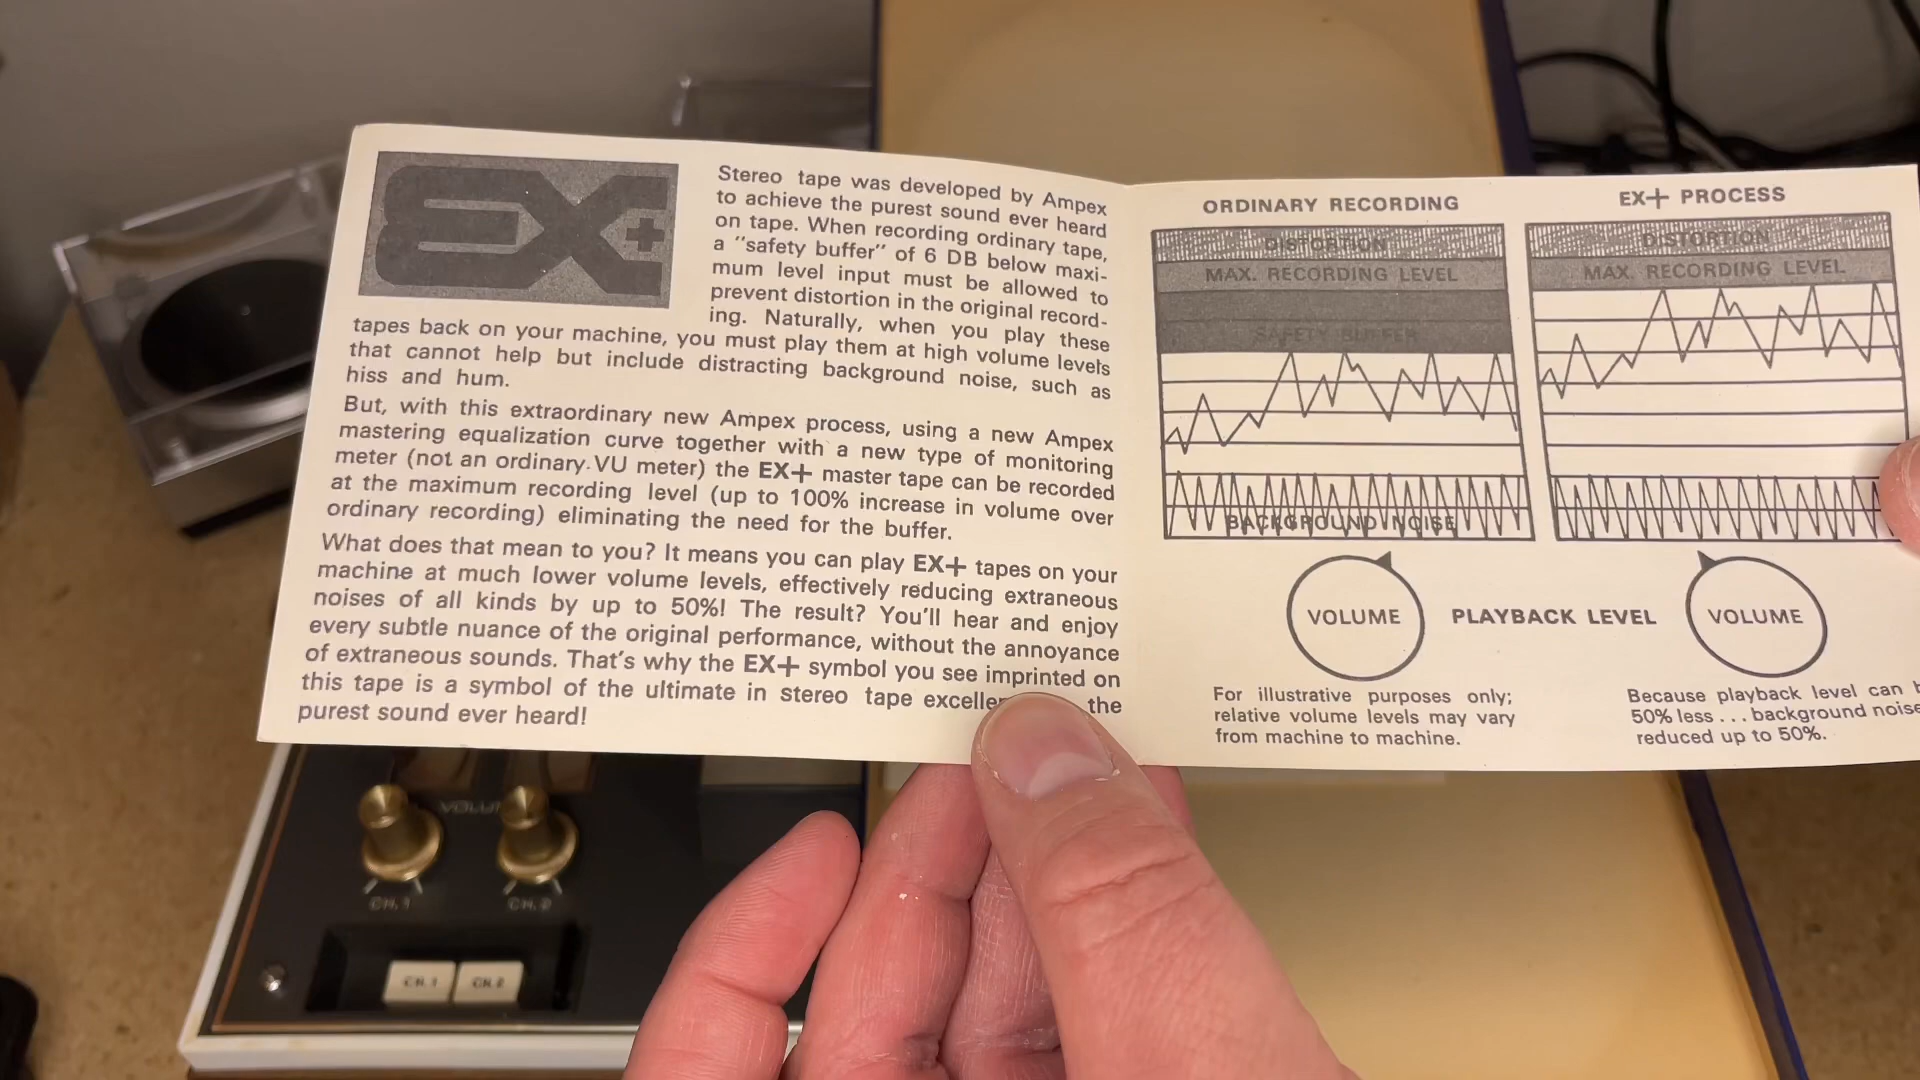 EX+
Stereo tape was developed by Ampex
to achieve the purest sound ever heard
on tape. When recording ordinary tape,
a "safety buffer" of 6 DB below maxi-
mum level input must be allowed to
prevent distortion in the original record-
ing. Naturally, when you play these
tapes back on your machine, you must play them at high volume levels
that cannot help but include distracting background noise, such as
hiss and hum.
But, with this extraordinary new Ampex process, using a new Ampex
mastering equalization curve together with a new type of monitoring
meter (not an ordinary VU meter) the EX+ master tape can be recorded
at the maximum recording level (up to 100% increase in volume over
ordinary recording) eliminating the need for the buffer.
What does that mean to you? It means you can play EX+ tapes on your
machine at much lower volume levels, effectively reducing extraneous
noises of all kinds by up to 50%! The result? You'll hear and enjoy
every subtle nuance of the original performance, without the annoyance
of extraneous sounds. That's why the EX+ symbol you see imprinted on
this tape is a symbol of the ultimate in stereo tape the
purest sound ever heard!
ORDINARY RECORDING
DISTORTION
MAX. RECORDING LEVEL
SAFETY BUFFER
BACKGROUND NOISE
EX+ PROCESS
DISTORTION
MAX. RECORDING LEVEL
VOLUME PLAYBACK LEVEL VOLUME
For illustrative purposes only;
relative volume levels may vary
from machine to machine.
Because playback level can
50% less . . . background noise
reduced up to 50%.
CH. 1 CH. 2
CH. 1 CH. 2